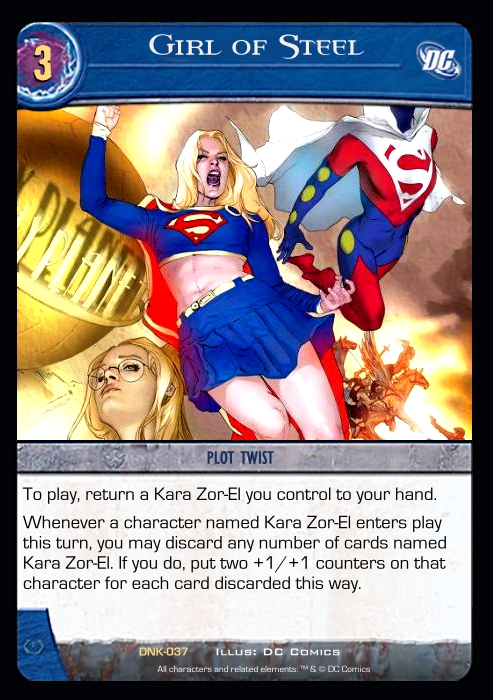 3
GIRL OF STEEL
DC
PLANET
PLOT TWIST
To play, return a Kara Zor-El you control to your hand.
Whenever a character named Kara Zor-El enters play
this turn, you may discard any number of cards named
Kara Zor-El. If you do, put two +1/+1 counters on that
character for each card discarded this way.
DNK-037 ILLUS: DC COMICS
All characters and related elements: ™ & © DC Comics